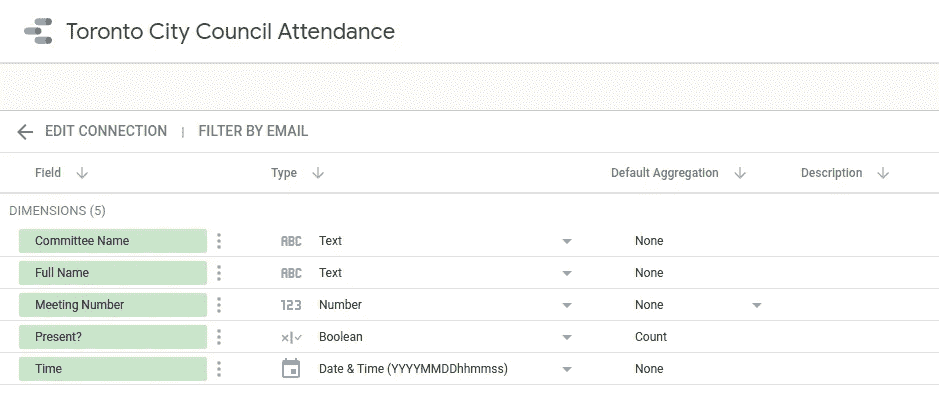 Toronto City Council Attendance
EDIT CONNECTION | FILTER BY EMAIL
Field Type Default Aggregation Description
DIMENSIONS (5)
Committee Name ABC Text None
Full Name ABC Text None
Meeting Number 123 Number None
Present? Boolean Count
Time Date & Time (YYYYMMDDhhmmss) None